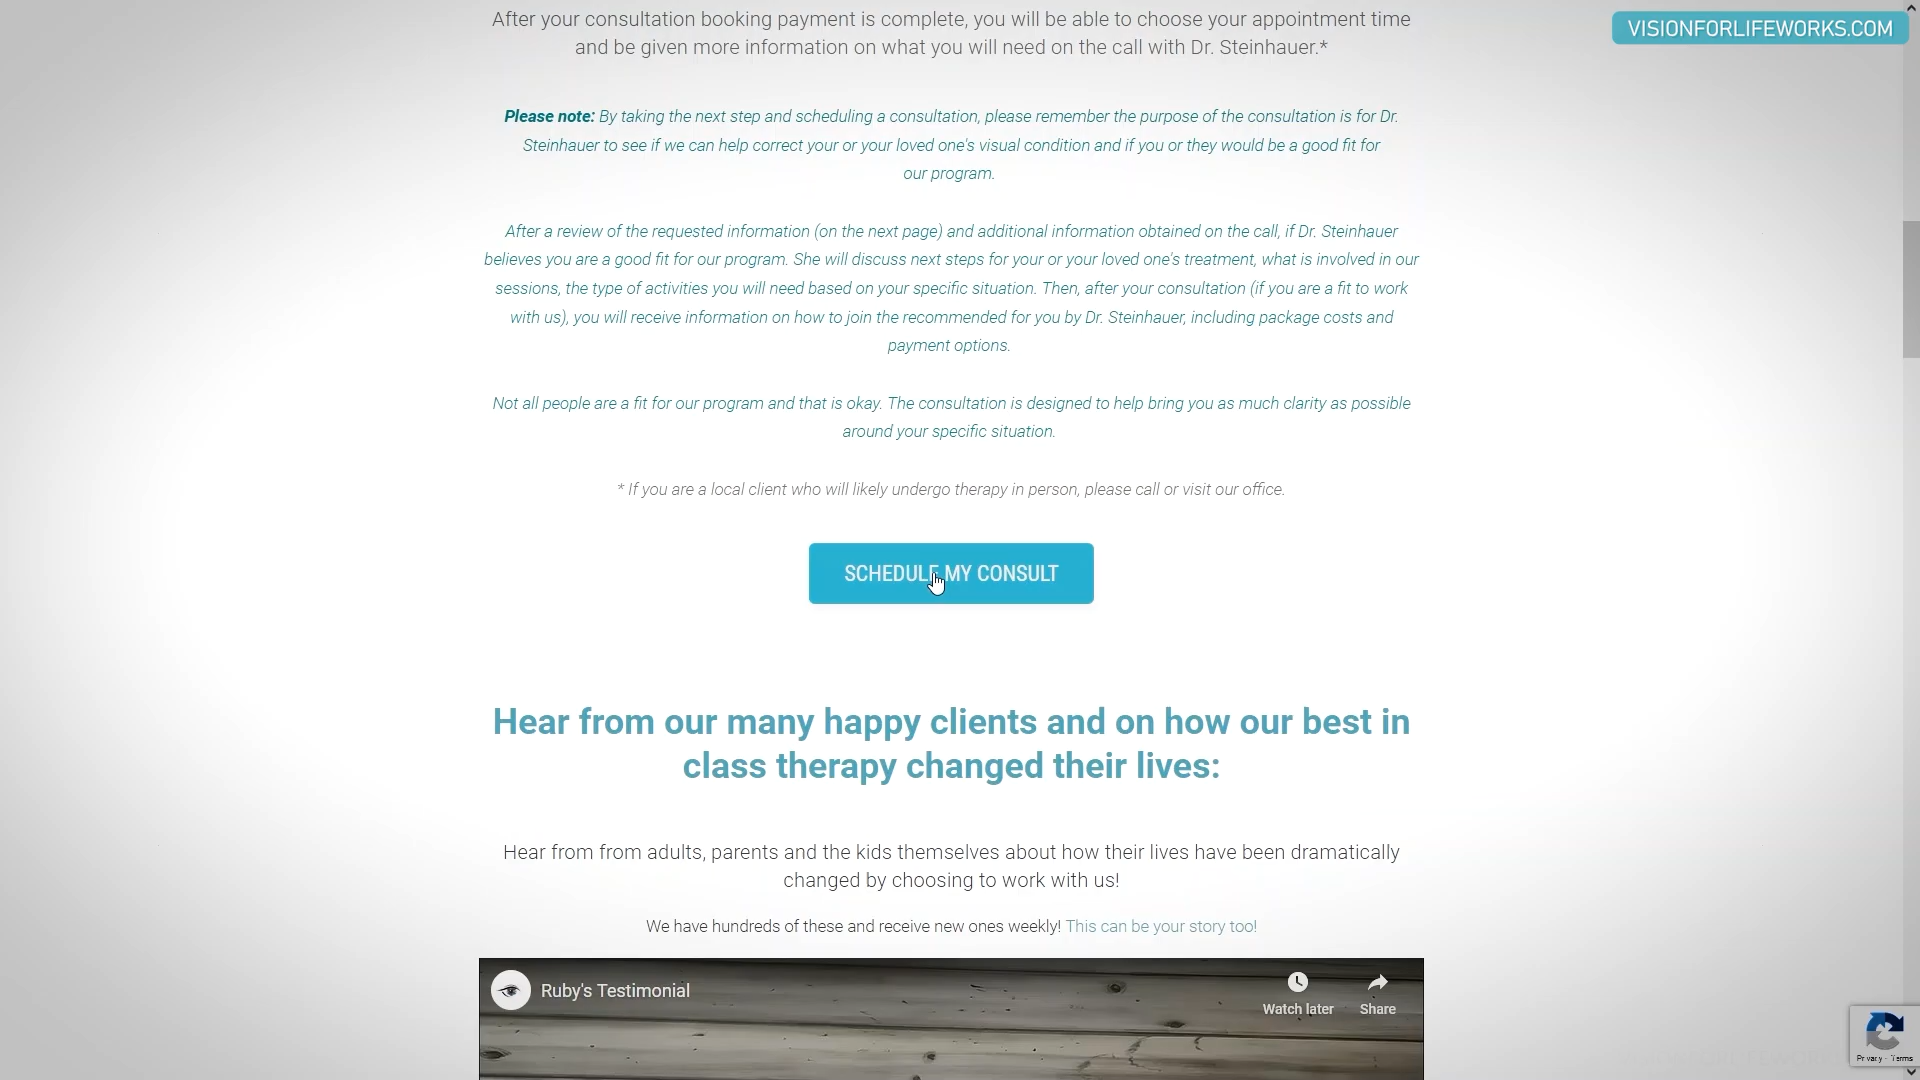 After your consultation booking payment is complete, you will be able to choose your appointment time
and be given more information on what you will need on the call with Dr. Steinhauer.*
VISIONFORLIFEWORKS.COM
Please note: By taking the next step and scheduling a consultation, please remember the purpose of the consultation is for Dr.
Steinhauer to see if we can help correct your or your loved one's visual condition and if you or they would be a good fit for
our program.
After a review of the requested information (on the next page) and additional information obtained on the call, if Dr. Steinhauer
believes you are a good fit for our program. She will discuss next steps for your or your loved one's treatment, what is involved in our
sessions, the type of activities you will need based on your specific situation. Then, after your consultation (if you are a fit to work
with us), you will receive information on how to join the recommended for you by Dr. Steinhauer, including package costs and
payment options.
Not all people are a fit for our program and that is okay. The consultation is designed to help bring you as much clarity as possible
around your specific situation.
* If you are a local client who will likely undergo therapy in person, please call or visit our office.
SCHEDULE MY CONSULT
Hear from our many happy clients and on how our best in
class therapy changed their lives:
Hear from from adults, parents and the kids themselves about how their lives have been dramatically
changed by choosing to work with us!
We have hundreds of these and receive new ones weekly! This can be your story too!
Ruby's Testimonial
Watch later
Share
Privacy - Terms